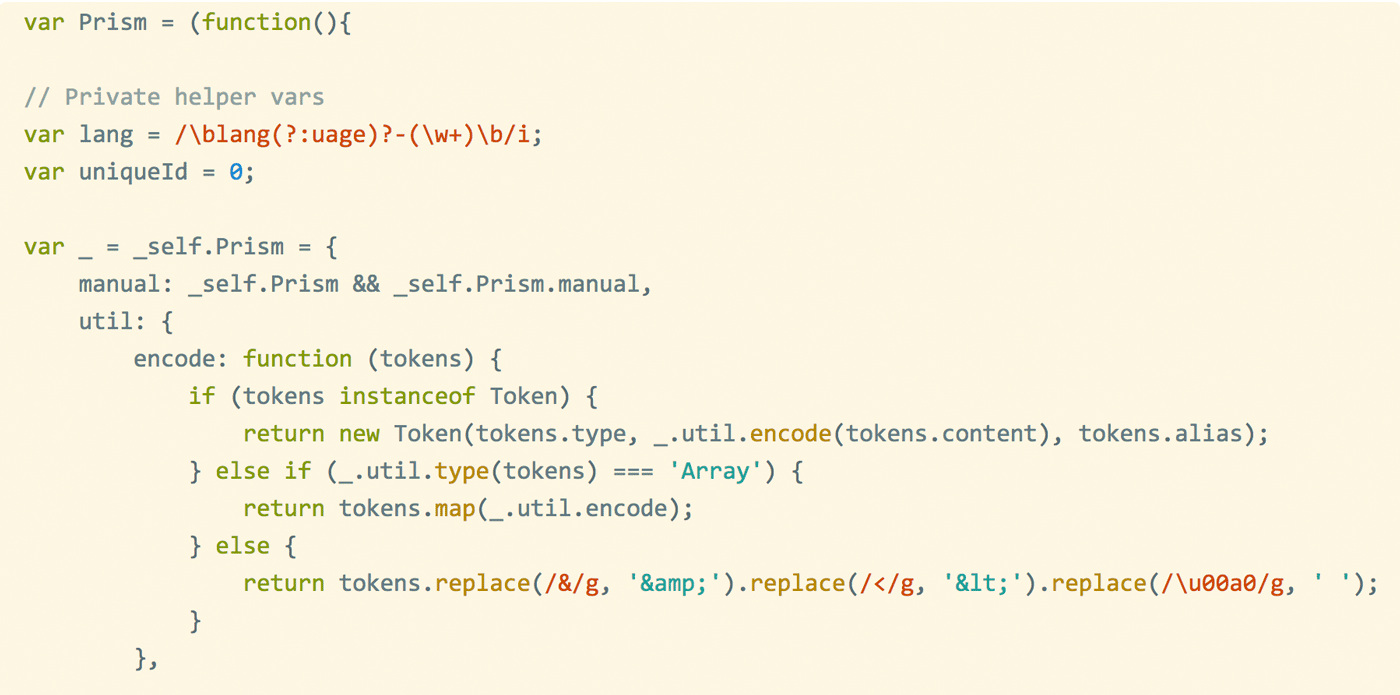 var Prism = (function(){
// Private helper vars
var lang = /\blang(?:uage)?-(\w+)\b/i;
var uniqueId = 0;
var _ = _self.Prism = {
    manual: _self.Prism && _self.Prism.manual,
    util: {
        encode: function (tokens) {
            if (tokens instanceof Token) {
                return new Token(tokens.type, _.util.encode(tokens.content), tokens.alias);
            } else if (_.util.type(tokens) === 'Array') {
                return tokens.map(_.util.encode);
            } else {
                return tokens.replace(/&/g, '&amp;').replace(/</g, '&lt;').replace(/\u00a0/g, ' ');
            }
        },